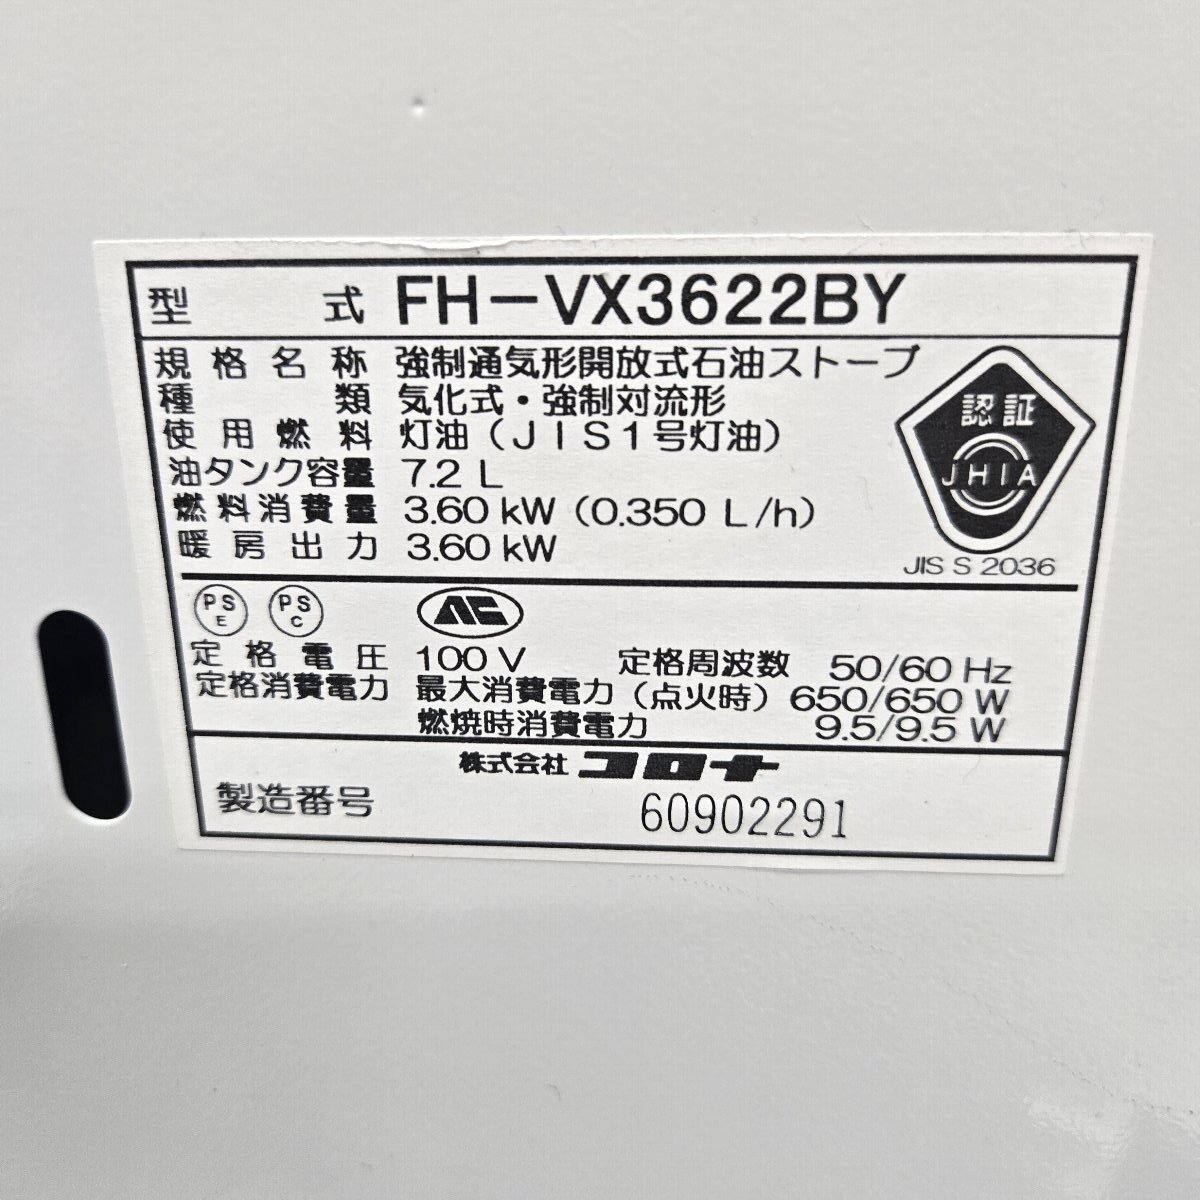 型式 FH-VX3622BY
規格名称 強制通気形開放式石油ストーブ
種類 気化式・強制対流形
使用燃料 灯油（JIS1号灯油）
油タンク容量 7.2 L
燃料消費量 3.60 kW (0.350 L/h)
暖房出力 3.60 kW
認証
JHIA
JIS S 2036
PS E
PS C
定格電圧 100 V 定格周波数 50/60 Hz
定格消費電力 最大消費電力（点火時）650/650 W
燃焼時消費電力 9.5/9.5 W
株式会社 コロナ
製造番号 60902291